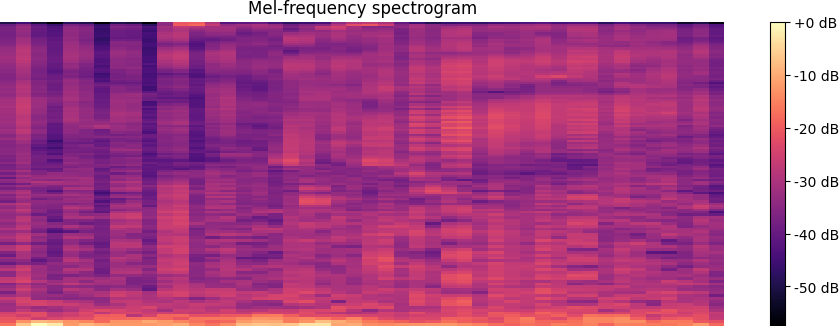 Mel-frequency spectrogram
+0 dB
-10 dB
-20 dB
-30 dB
-40 dB
-50 dB